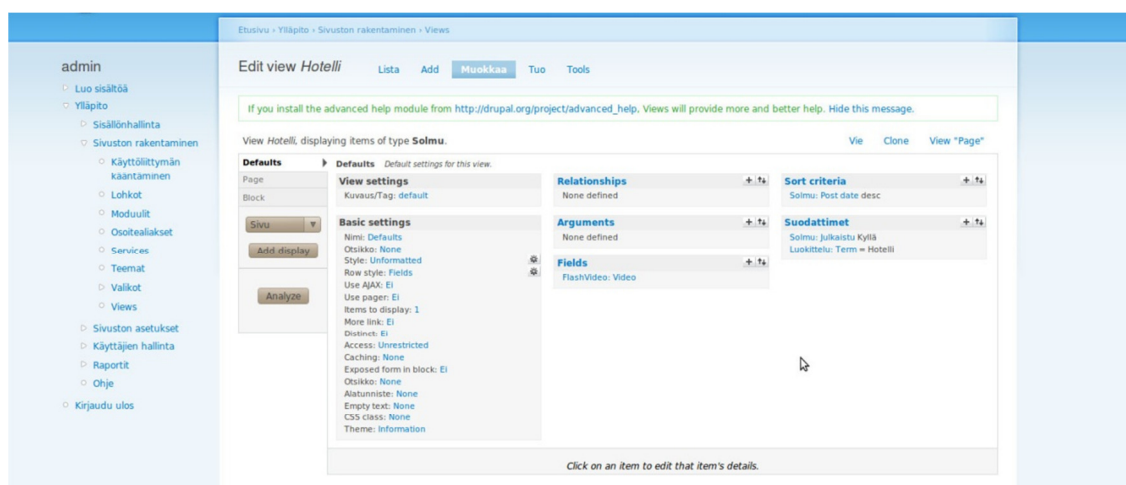 Etusivu › Ylläpito › Sivuston rakentaminen › Views
admin
Luo sisältöä
Ylläpito
Sisällönhallinta
Sivuston rakentaminen
Käyttöliittymän
kääntäminen
Lohkot
Moduulit
Osoitealiakset
Services
Teemat
Valikot
Views
Sivuston asetukset
Käyttäjien hallinta
Raportit
Ohje
Kirjaudu ulos
Edit view Hotelli
Lista Add Muokkaa Tuo Tools
If you install the advanced help module from http://drupal.org/project/advanced_help, Views will provide more and better help. Hide this message.
View Hotelli, displaying items of type Solmu.
Vie Clone View "Page"
Defaults
Page
Block
Sivu
Add display
Analyze
Defaults Default settings for this view.
View settings
Kuvaus/Tag: default
Basic settings
Nimi: Defaults
Otsikko: None
Style: Unformatted
Row style: Fields
Use AJAX: Ei
Use pager: Ei
Items to display: 1
More link: Ei
Distinct: Ei
Access: Unrestricted
Caching: None
Exposed form in block: Ei
Otsikko: None
Alatunniste: None
Empty text: None
CSS class: None
Theme: Information
Relationships
None defined
Arguments
None defined
Fields
FlashVideo: Video
Sort criteria
Solmu: Post date desc
Suodattimet
Solmu: Julkaistu Kyllä
Luokittelu: Term = Hotelli
Click on an item to edit that item's details.